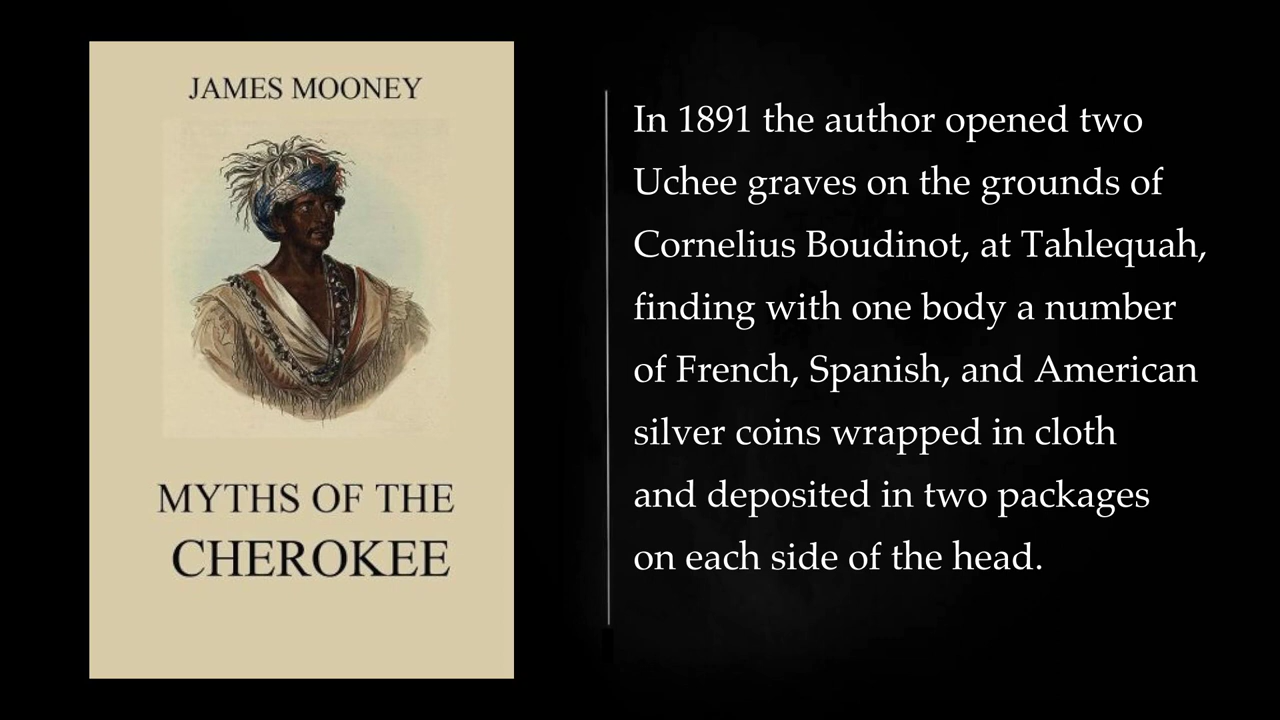 JAMES MOONEY
MYTHS OF THE
CHEROKEE
In 1891 the author opened two
Uchee graves on the grounds of
Cornelius Boudinot, at Tahlequah,
finding with one body a number
of French, Spanish, and American
silver coins wrapped in cloth
and deposited in two packages
on each side of the head.